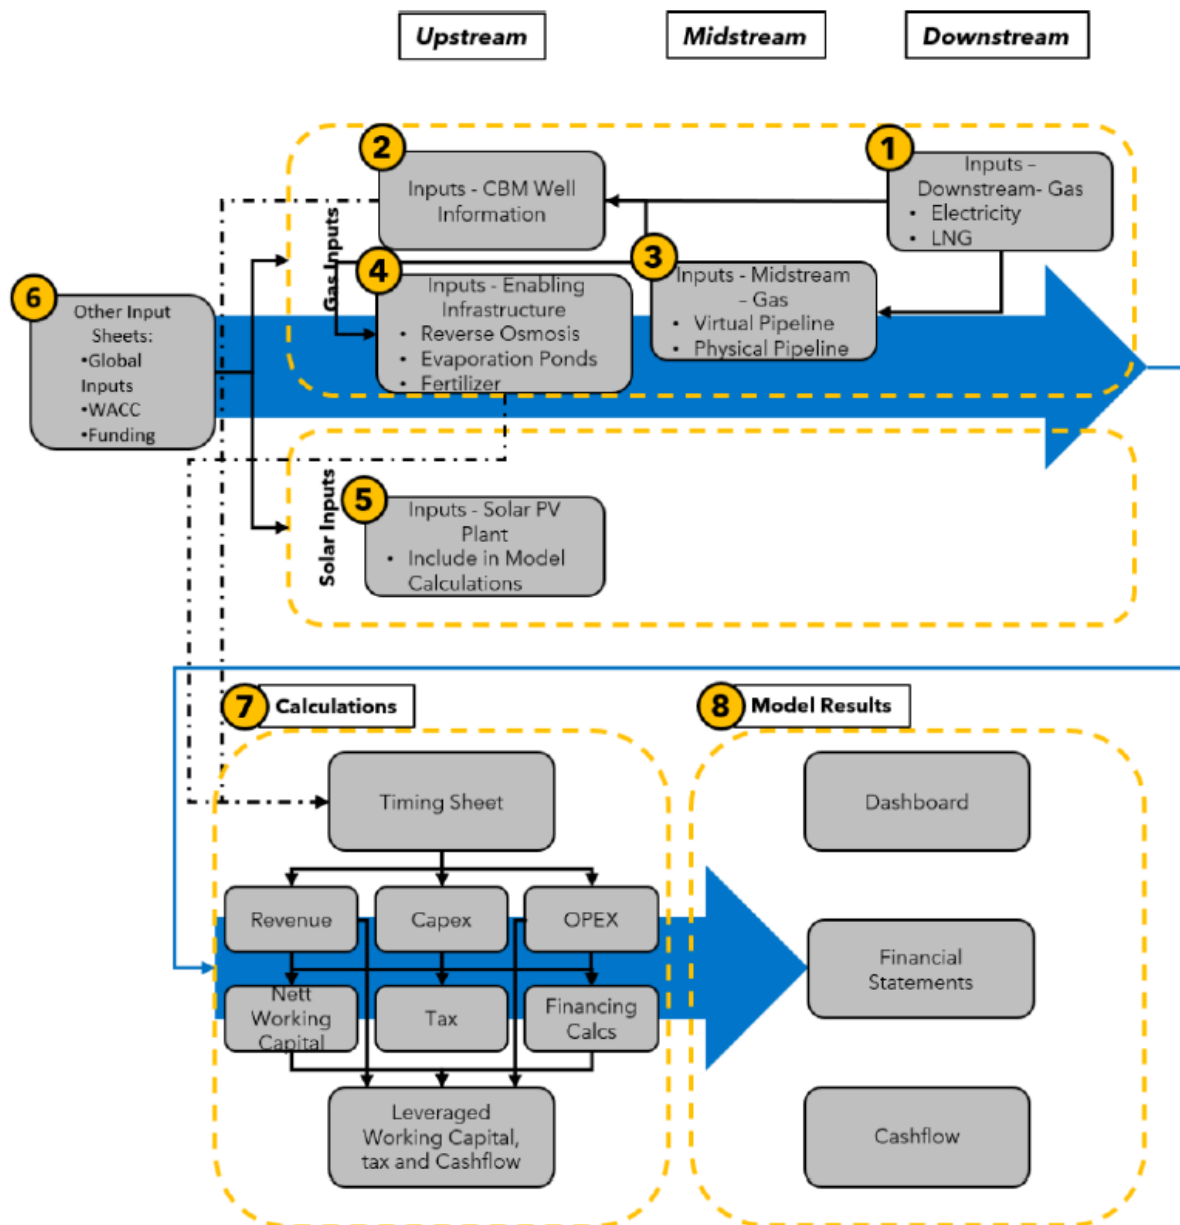 Upstream
Midstream
Downstream
2
Inputs - CBM Well
Information
1
Inputs –
Downstream- Gas
• Electricity
• LNG
Gas Inputs
4
Inputs - Enabling
Infrastructure
• Reverse Osmosis
• Evaporation Ponds
• Fertilizer
3
Inputs - Midstream
– Gas
• Virtual Pipeline
• Physical Pipeline
6
Other Input
Sheets:
•Global
Inputs
•WACC
•Funding
Solar Inputs
5
Inputs - Solar PV
Plant
• Include in Model
Calculations
7
Calculations
8
Model Results
Timing Sheet
Dashboard
Revenue
Capex
OPEX
Financial
Statements
Nett
Working
Capital
Tax
Financing
Calcs
Leveraged
Working Capital,
tax and Cashflow
Cashflow